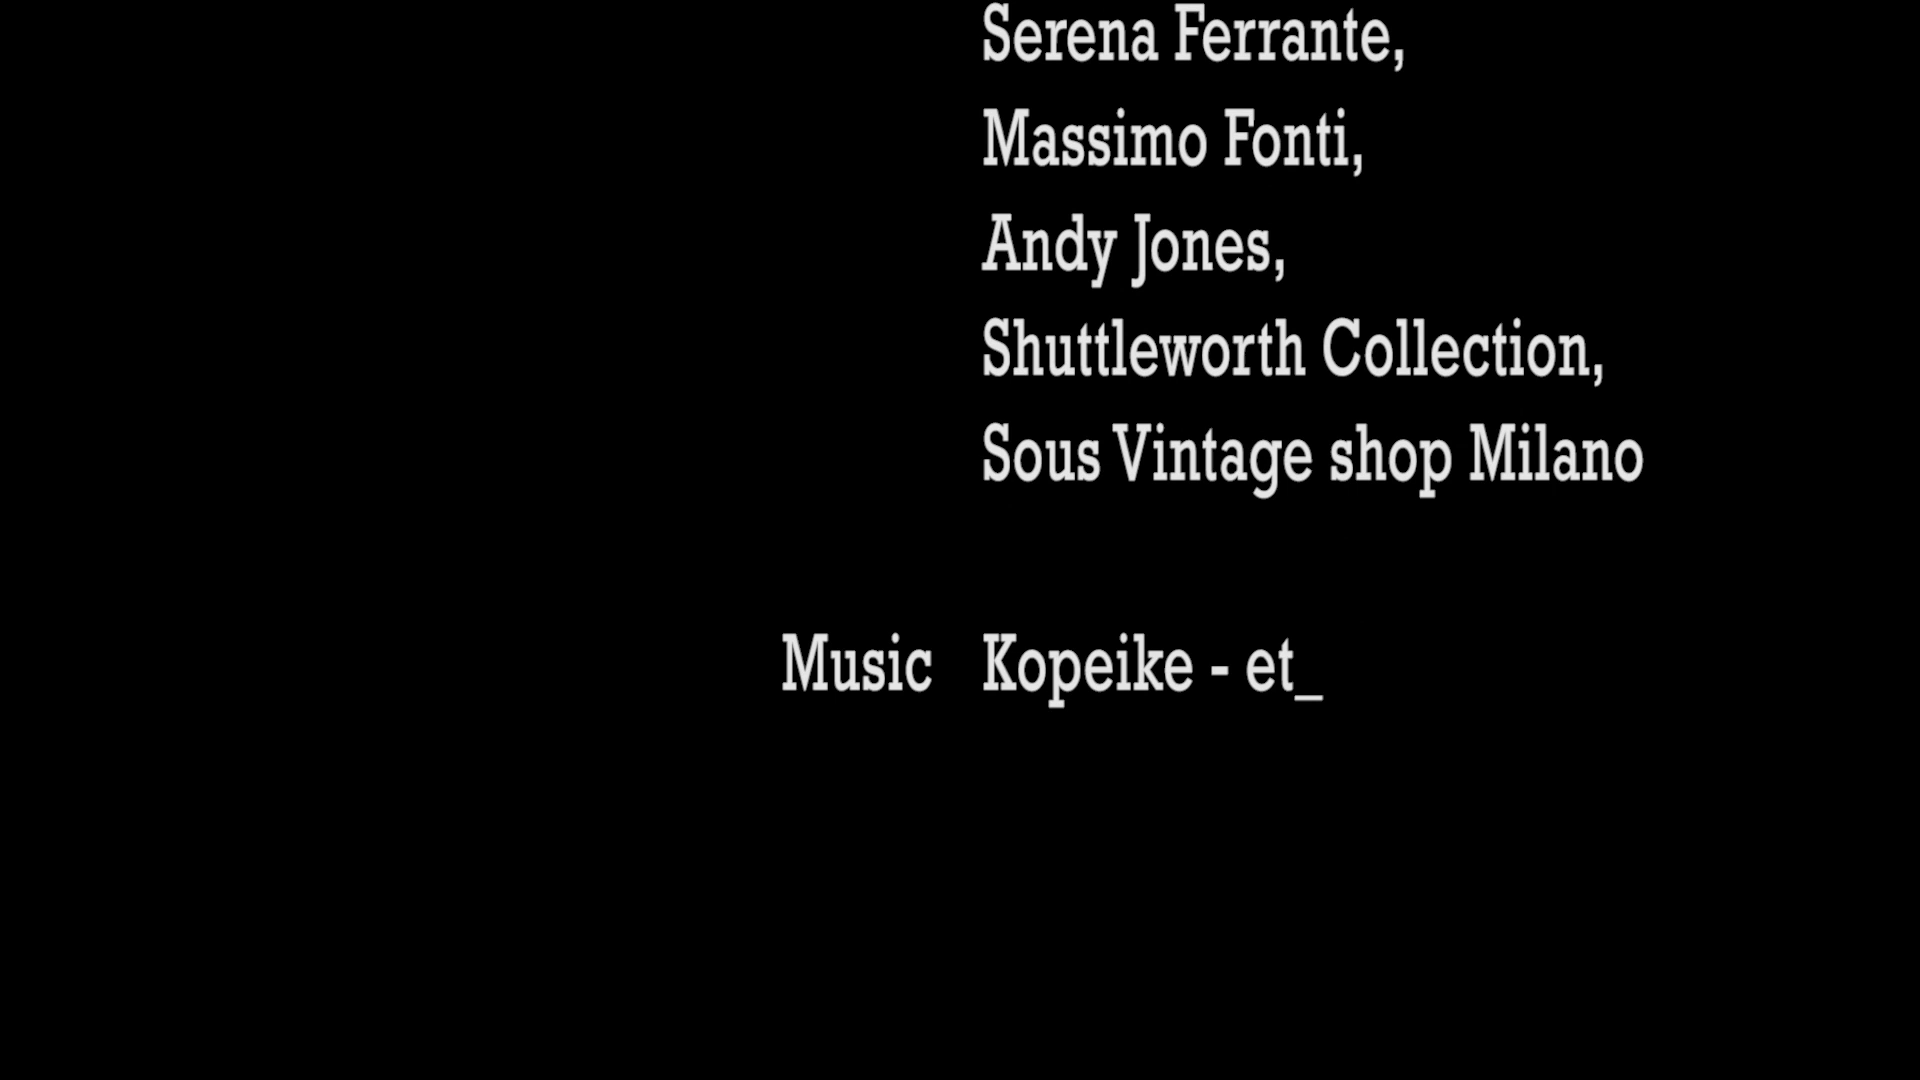 Serena Ferrante,
Massimo Fonti,
Andy Jones,
Shuttleworth Collection,
Sous Vintage shop Milano
Music Kopeike - et_